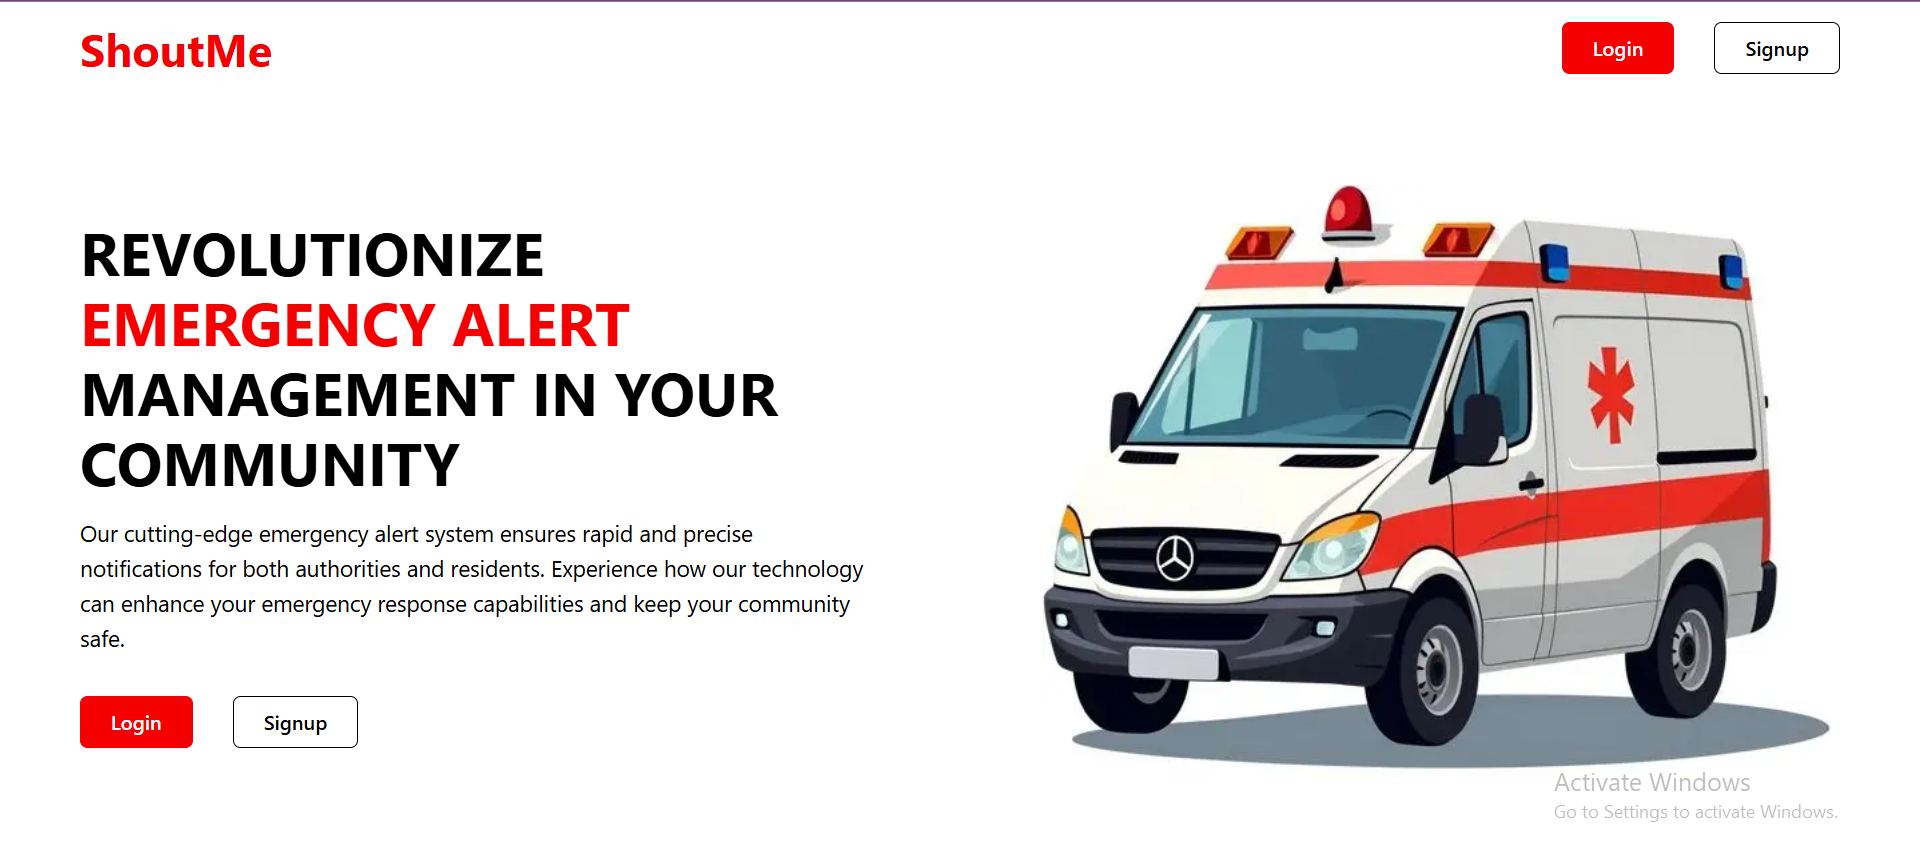 ShoutMe
Login
Signup
REVOLUTIONIZE
EMERGENCY ALERT
MANAGEMENT IN YOUR
COMMUNITY
Our cutting-edge emergency alert system ensures rapid and precise
notifications for both authorities and residents. Experience how our technology
can enhance your emergency response capabilities and keep your community
safe.
Login
Signup
Activate Windows
Go to Settings to activate Windows.